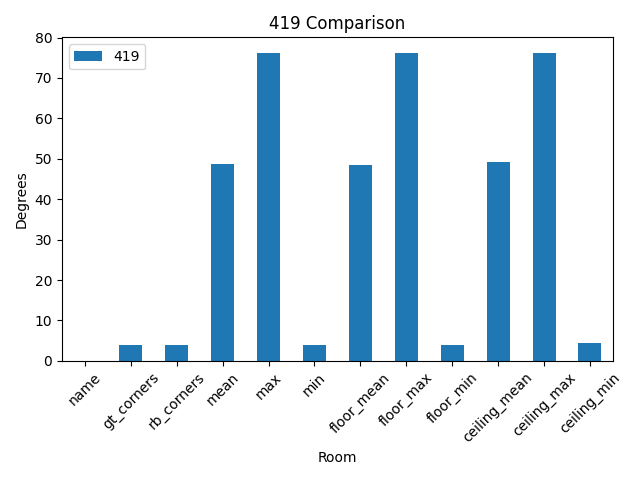 419 Comparison
419
Degrees
80
70
60
50
40
30
20
10
0
name
gt_corners
rb_corners
mean
max
min
floor_mean
floor_max
floor_min
ceiling_mean
ceiling_max
ceiling_min
Room